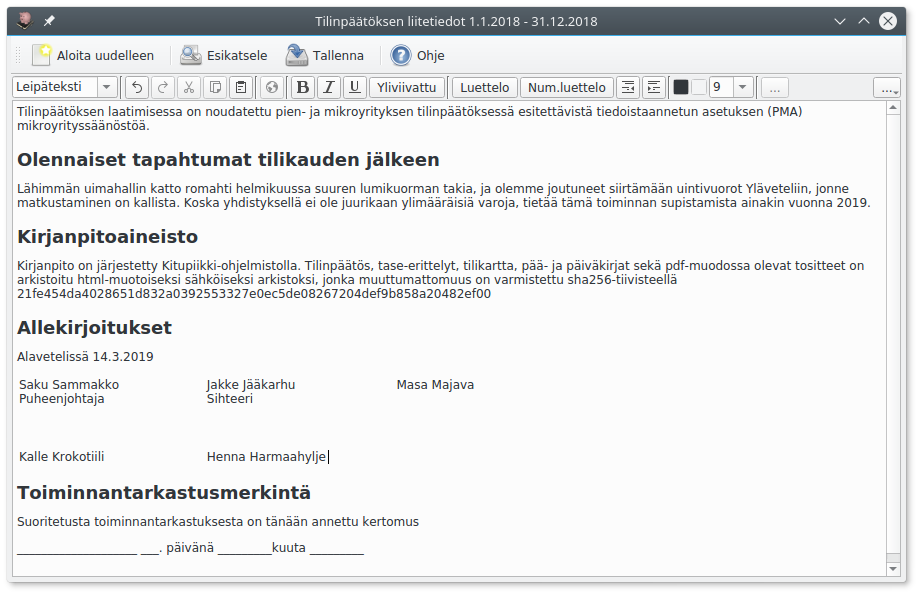 Tilinpäätöksen liitetiedot 1.1.2018 - 31.12.2018
Aloita uudelleen Esikatsele Tallenna Ohje
Leipäteksti B I U Yliviivattu Luettelo Num.luettelo 9 ... ...
Tilinpäätöksen laatimisessa on noudatettu pien- ja mikroyrityksen tilinpäätöksessä esitettävistä tiedoistaannetun asetuksen (PMA)
mikroyrityssäänöstöä.
Olennaiset tapahtumat tilikauden jälkeen
Lähimmän uimahallin katto romahti helmikuussa suuren lumikuorman takia, ja olemme joutuneet siirtämään uintivuorot Yläveteliin, jonne
matkustaminen on kallista. Koska yhdistyksellä ei ole juurikaan ylimääräisiä varoja, tietää tämä toiminnan supistamista ainakin vuonna 2019.
Kirjanpitoaineisto
Kirjanpito on järjestetty Kitupiikki-ohjelmistolla. Tilinpäätös, tase-erittelyt, tilikartta, pää- ja päiväkirjat sekä pdf-muodossa olevat tositteet on
arkistoitu html-muotoiseksi sähköiseksi arkistoksi, jonka muuttumattomuus on varmistettu sha256-tiivisteellä
21fe454da4028651d832a0392553327e0ec5de08267204def9b858a20482ef00
Allekirjoitukset
Alavetelissä 14.3.2019
Saku Sammakko Jakke Jääkarhu Masa Majava
Puheenjohtaja Sihteeri
Kalle Krokotiili Henna Harmaahylje
Toiminnantarkastusmerkintä
Suoritetusta toiminnantarkastuksesta on tänään annettu kertomus
____________________ ___. päivänä _________kuuta _________